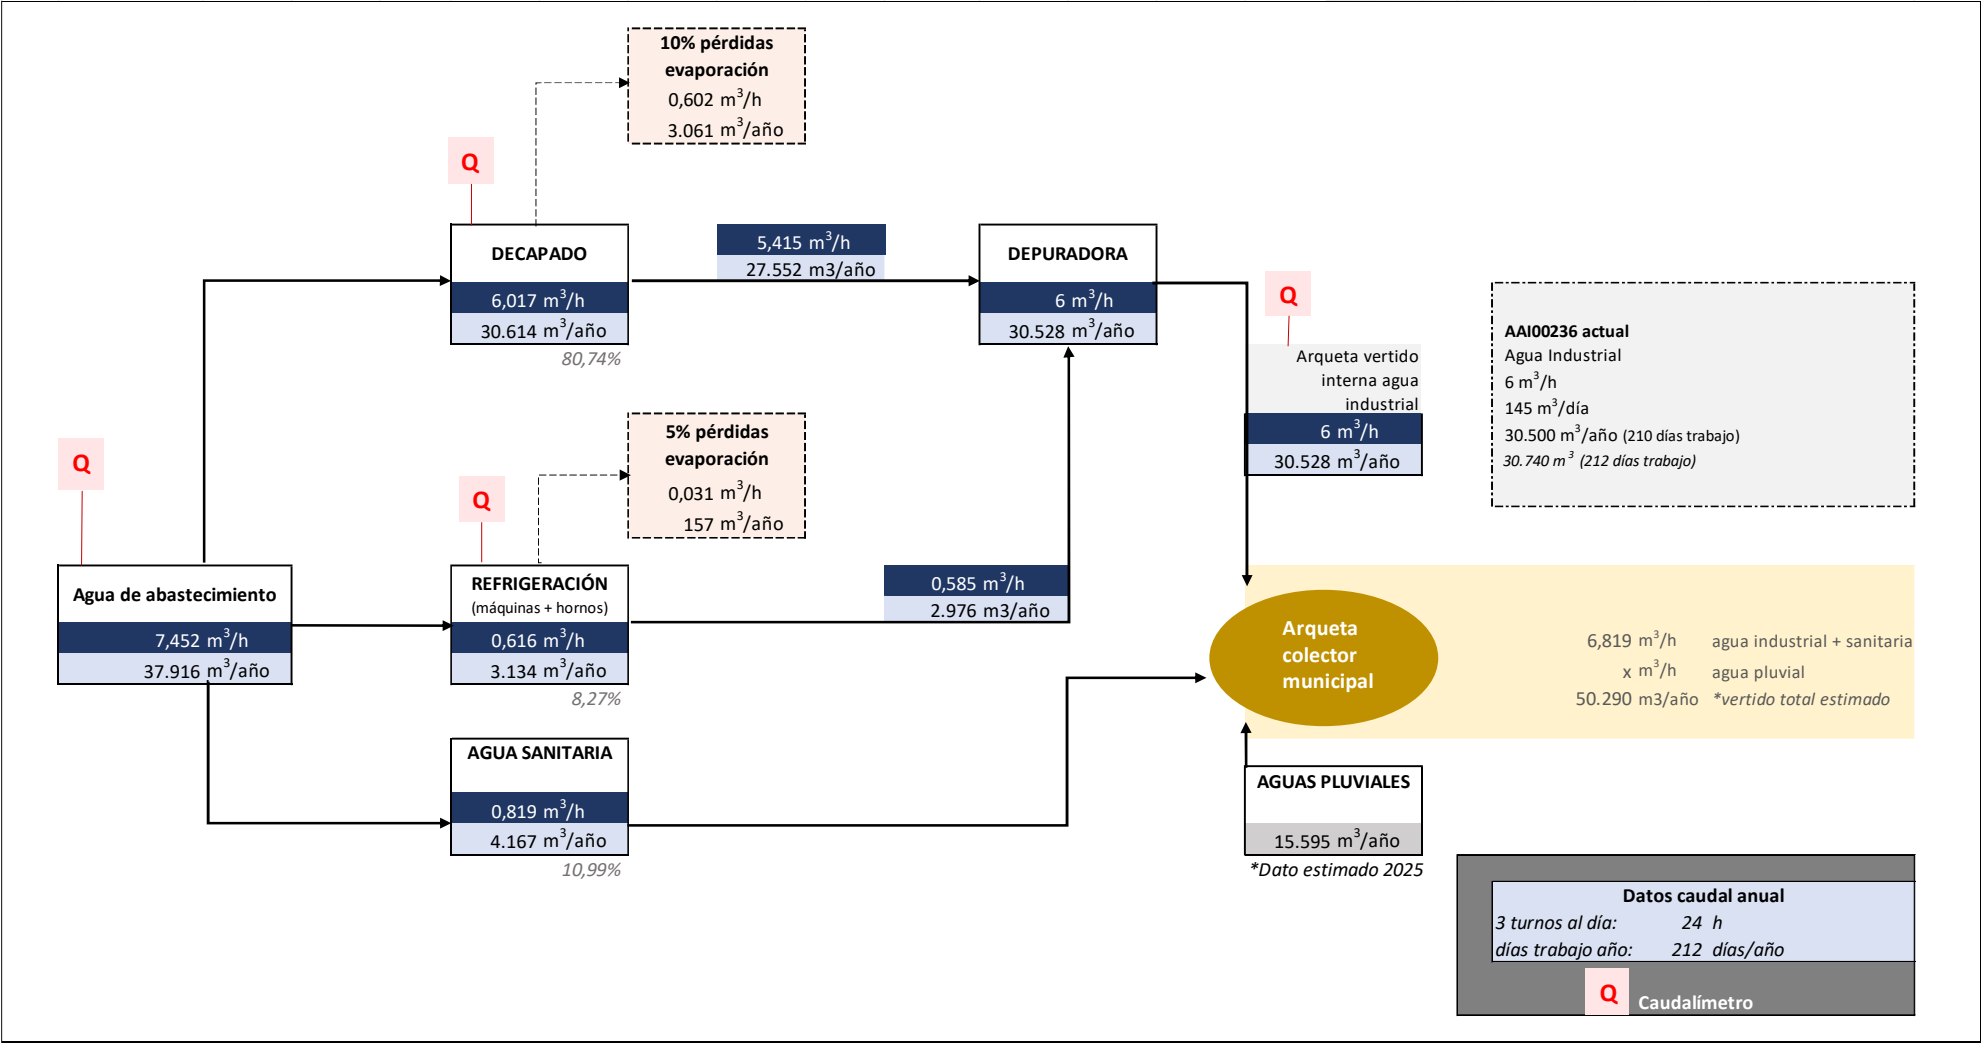 10% pérdidas
evaporación
0,602 m³/h
3.061 m³/año
Q
DECAPADO
6,017 m³/h
30.614 m³/año
80,74%
5,415 m³/h
27.552 m3/año
DEPURADORA
6 m³/h
30.528 m³/año
Q
Arqueta vertido
interna agua
industrial
6 m³/h
30.528 m³/año
AAI00236 actual
Agua Industrial
6 m³/h
145 m³/día
30.500 m³/año (210 días trabajo)
30.740 m³ (212 días trabajo)
5% pérdidas
evaporación
0,031 m³/h
157 m³/año
Q
Agua de abastecimiento
7,452 m³/h
37.916 m³/año
Q
REFRIGERACIÓN
(máquinas + hornos)
0,616 m³/h
3.134 m³/año
8,27%
0,585 m³/h
2.976 m3/año
Arqueta
colector
municipal
6,819 m³/h agua industrial + sanitaria
x m³/h agua pluvial
50.290 m3/año *vertido total estimado
AGUA SANITARIA
0,819 m³/h
4.167 m³/año
10,99%
AGUAS PLUVIALES
15.595 m³/año
*Dato estimado 2025
Datos caudal anual
3 turnos al día: 24 h
días trabajo año: 212 días/año
Q Caudalímetro